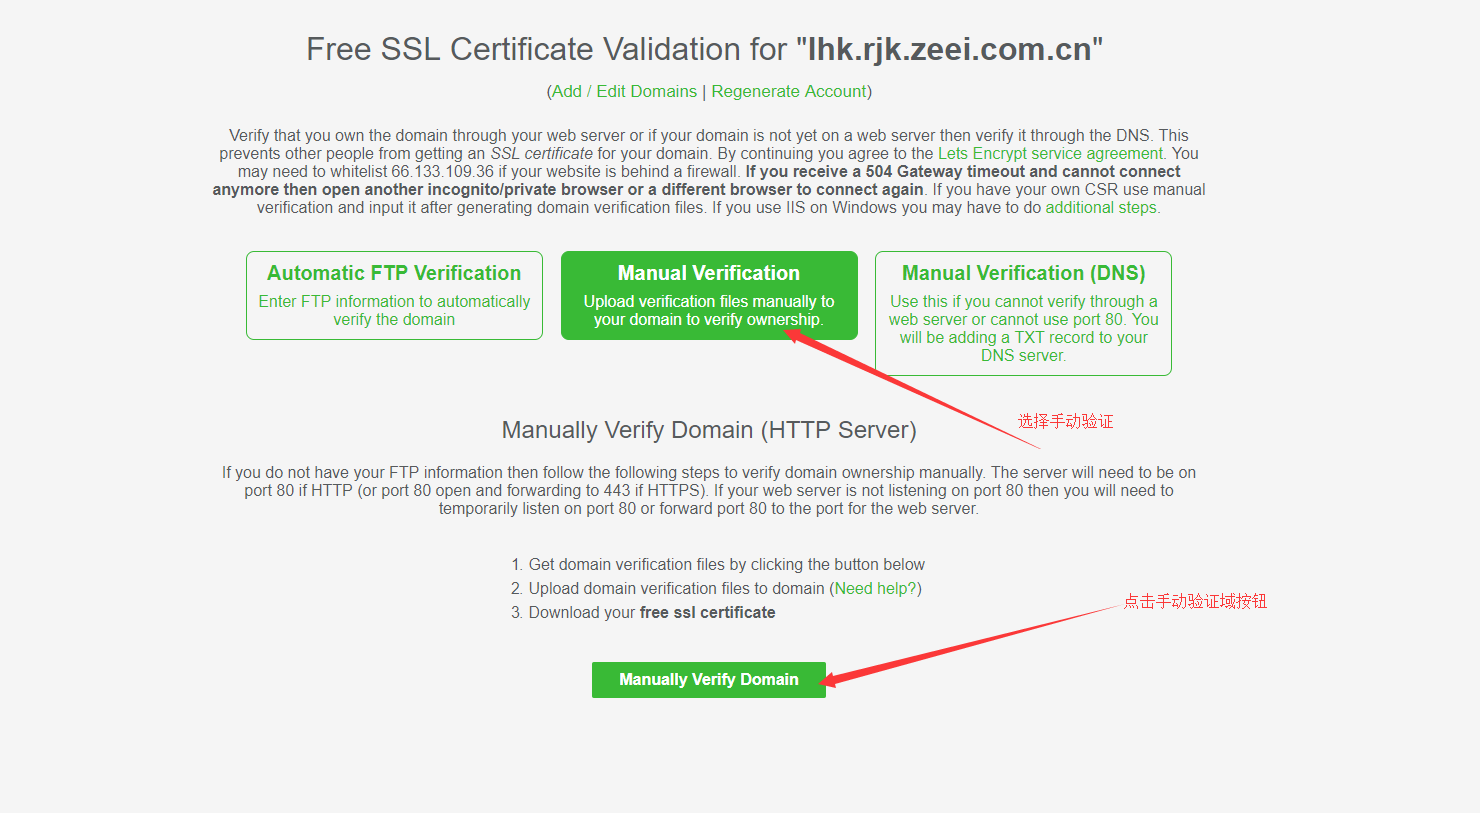 Free SSL Certificate Validation for "lhk.rjk.zeei.com.cn"
(Add / Edit Domains | Regenerate Account)
Verify that you own the domain through your web server or if your domain is not yet on a web server then verify it through the DNS. This
prevents other people from getting an SSL certificate for your domain. By continuing you agree to the Lets Encrypt service agreement. You
may need to whitelist 66.133.109.36 if your website is behind a firewall. If you receive a 504 Gateway timeout and cannot connect
anymore then open another incognito/private browser or a different browser to connect again. If you have your own CSR use manual
verification and input it after generating domain verification files. If you use IIS on Windows you may have to do additional steps.
Automatic FTP Verification
Enter FTP information to automatically
verify the domain
Manual Verification
Upload verification files manually to
your domain to verify ownership.
Manual Verification (DNS)
Use this if you cannot verify through a
web server or cannot use port 80. You
will be adding a TXT record to your
DNS server.
选择手动验证
Manually Verify Domain (HTTP Server)
If you do not have your FTP information then follow the following steps to verify domain ownership manually. The server will need to be on
port 80 if HTTP (or port 80 open and forwarding to 443 if HTTPS). If your web server is not listening on port 80 then you will need to
temporarily listen on port 80 or forward port 80 to the port for the web server.
1. Get domain verification files by clicking the button below
2. Upload domain verification files to domain (Need help?)
3. Download your free ssl certificate
点击手动验证域按钮
Manually Verify Domain